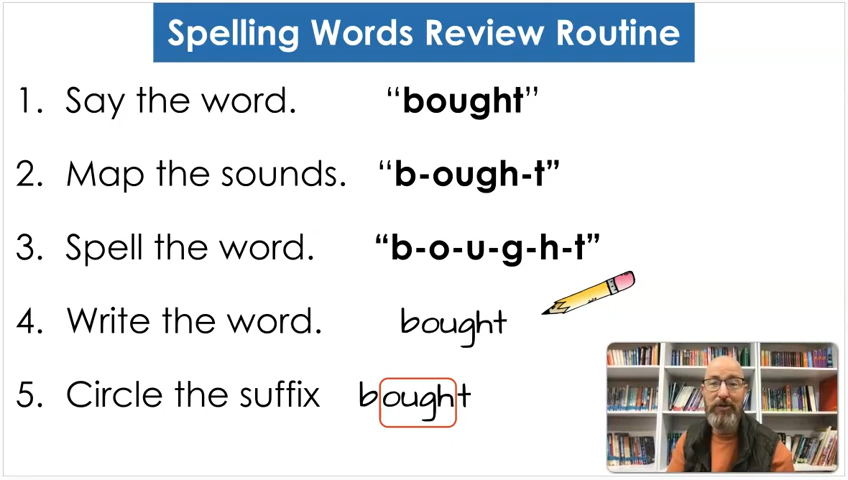 Spelling Words Review Routine
1. Say the word. “bought”
2. Map the sounds. “b-ough-t”
3. Spell the word. “b-o-u-g-h-t”
4. Write the word. bought
5. Circle the suffix bought